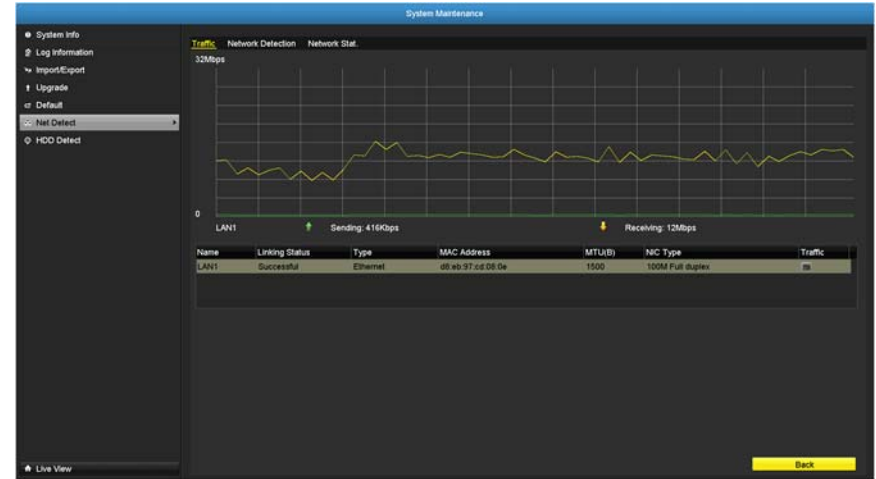 System Maintenance
System Info
Log Information
Import/Export
Upgrade
Default
Net Detect
HDD Detect
Live View
Traffic Network Detection Network Stat.
32Mbps
0
LAN1 Sending: 416Kbps Receiving: 12Mbps
Name Linking Status Type MAC Address MTU(B) NIC Type Traffic
LAN1 Successful Ethernet d8:eb:97:cd:08:0e 1500 100M Full duplex
Back